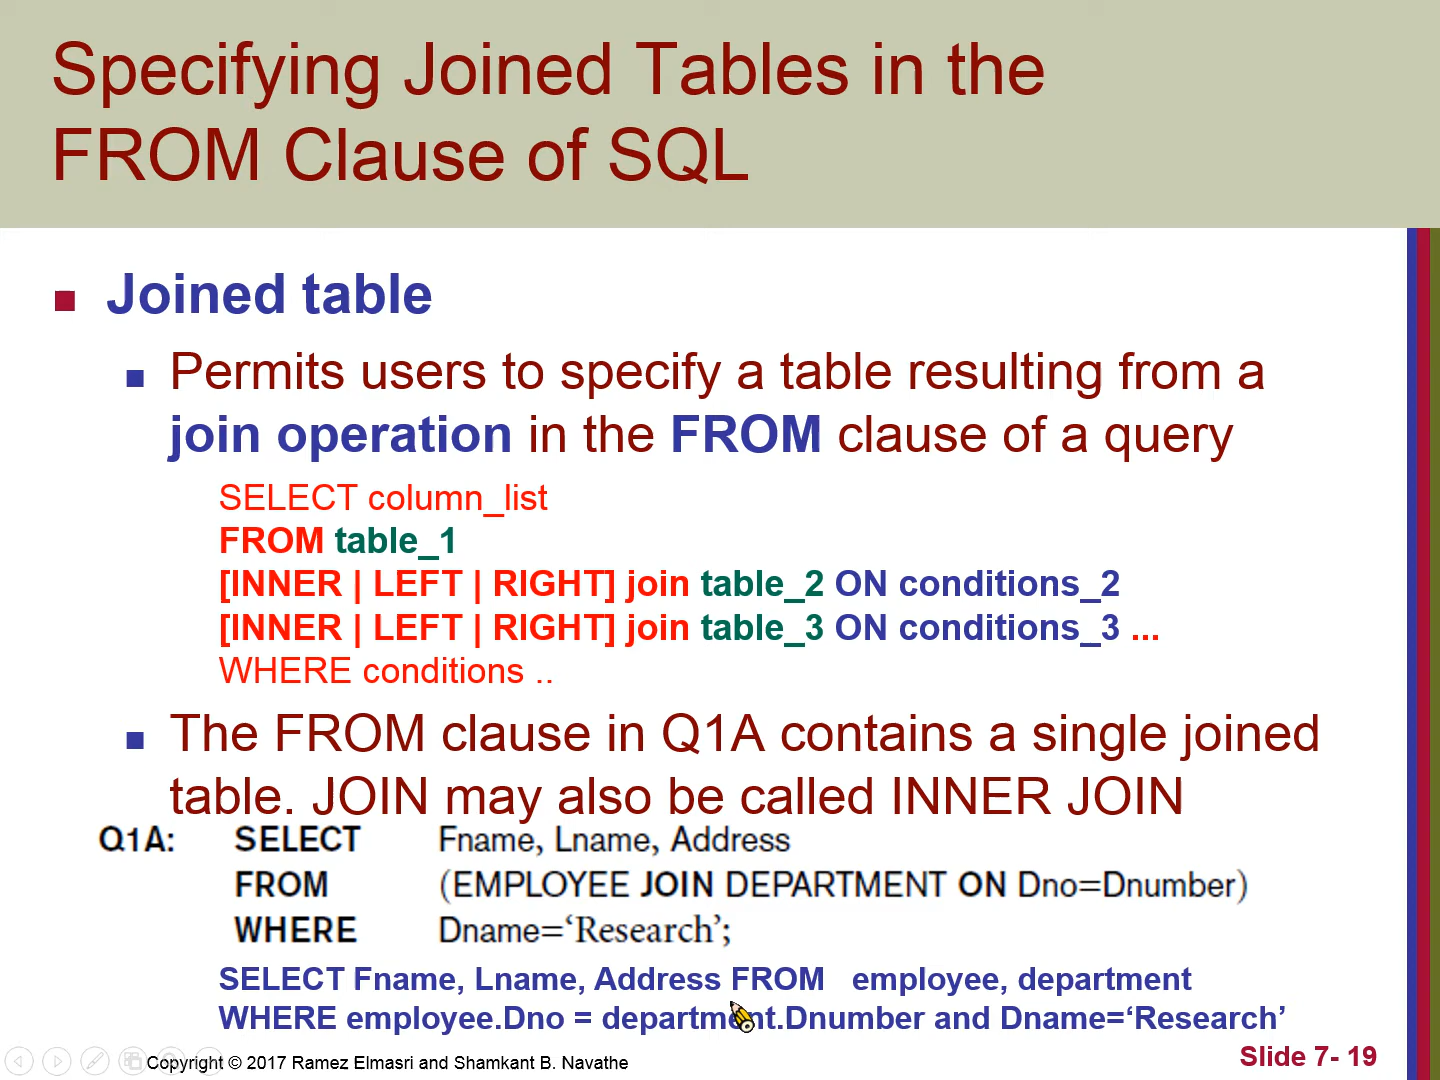 Specifying Joined Tables in the
FROM Clause of SQL
Joined table
Permits users to specify a table resulting from a
join operation in the FROM clause of a query
SELECT column_list
FROM table_1
[INNER | LEFT | RIGHT] join table_2 ON conditions_2
[INNER | LEFT | RIGHT] join table_3 ON conditions_3 ...
WHERE conditions ..
The FROM clause in Q1A contains a single joined
table. JOIN may also be called INNER JOIN
Q1A: SELECT Fname, Lname, Address
FROM (EMPLOYEE JOIN DEPARTMENT ON Dno=Dnumber)
WHERE Dname=‘Research’;
SELECT Fname, Lname, Address FROM employee, department
WHERE employee.Dno = department.Dnumber and Dname=‘Research’
Copyright © 2017 Ramez Elmasri and Shamkant B. Navathe
Slide 7- 19